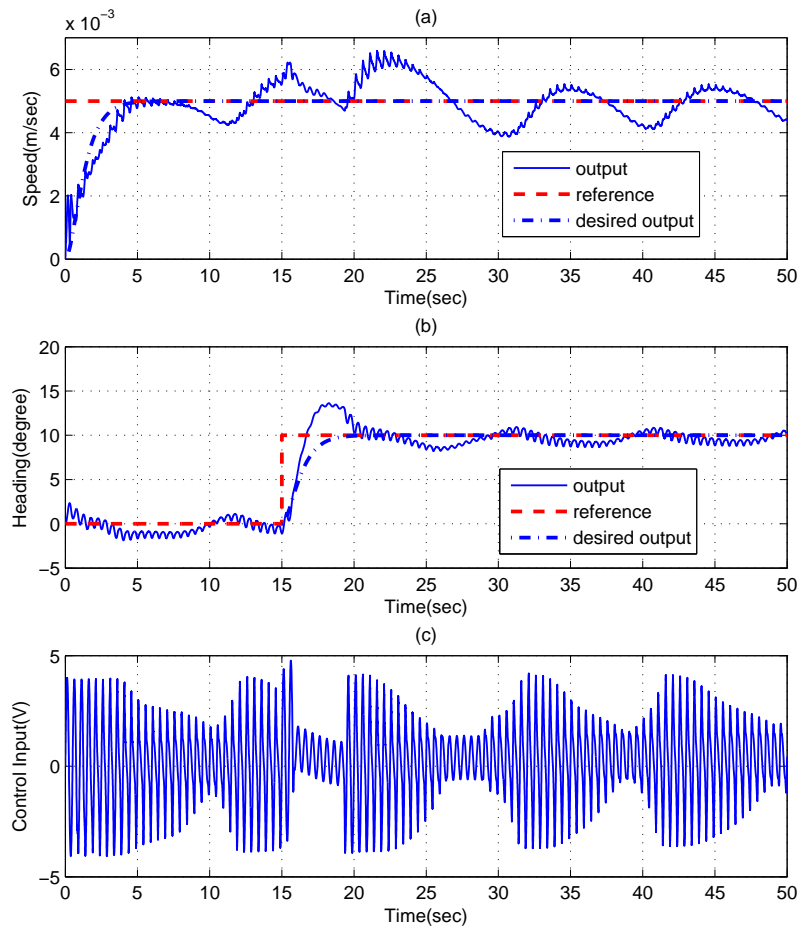 (a)
x 10⁻³
6
4
2
0
Speed(m/sec)
output
reference
desired output
0 5 10 15 20 25 30 35 40 45 50
Time(sec)
(b)
20
15
10
5
0
−5
Heading(degree)
output
reference
desired output
0 5 10 15 20 25 30 35 40 45 50
Time(sec)
(c)
5
0
−5
Control Input(V)
0 5 10 15 20 25 30 35 40 45 50
Time(sec)